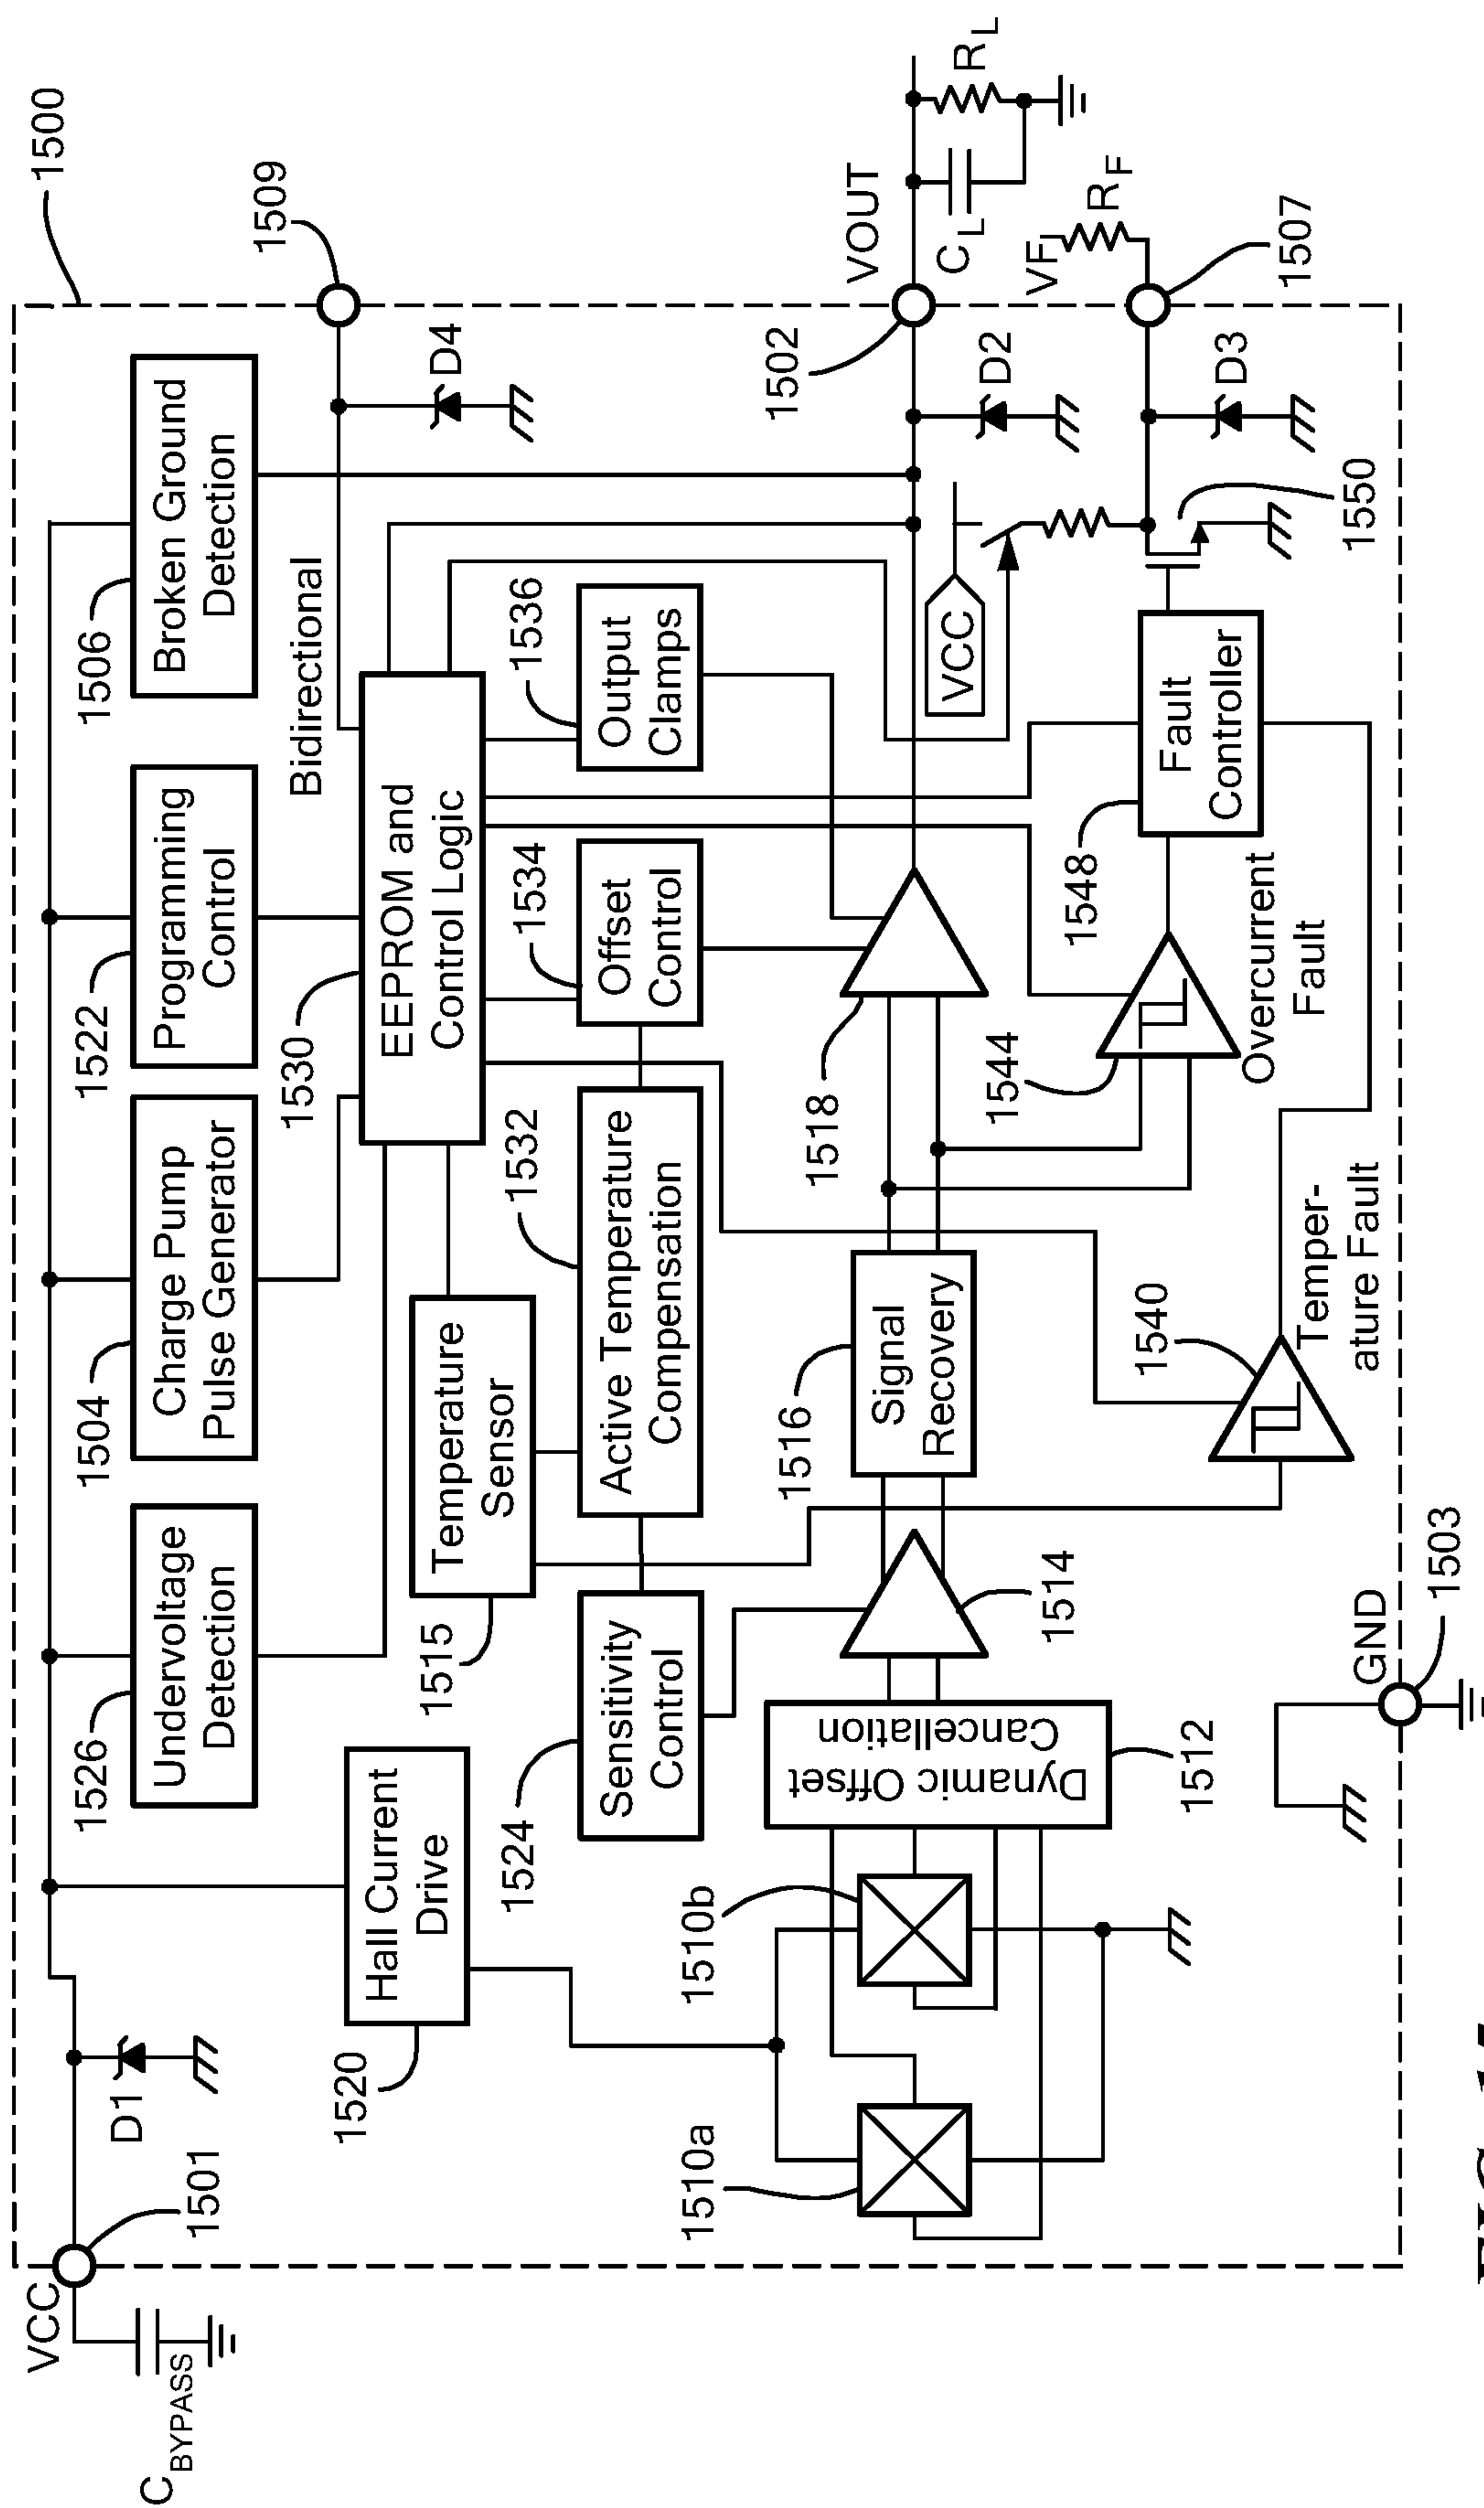 1500
VCC
1501
C BYPASS
D1
1526
Undervoltage
Detection
1504
Charge Pump
Pulse Generator
1522
Programming
Control
1506
Broken Ground
Detection
1509
Bidirectional
D4
1520
Hall Current
Drive
1515
Temperature
Sensor
1530
EEPROM and
Control Logic
1524
Sensitivity
Control
1532
Active Temperature
Compensation
1534
Offset
Control
1536
Output
Clamps
1502
VOUT
C L
R L
D2
1510a
1510b
Dynamic Offset
Cancellation
1512
1514
1516
Signal
Recovery
1518
VCC
VF
R F
1507
D3
1550
1544
Overcurrent
Fault
1548
Fault
Controller
1540
Temper-
ature Fault
GND
1503